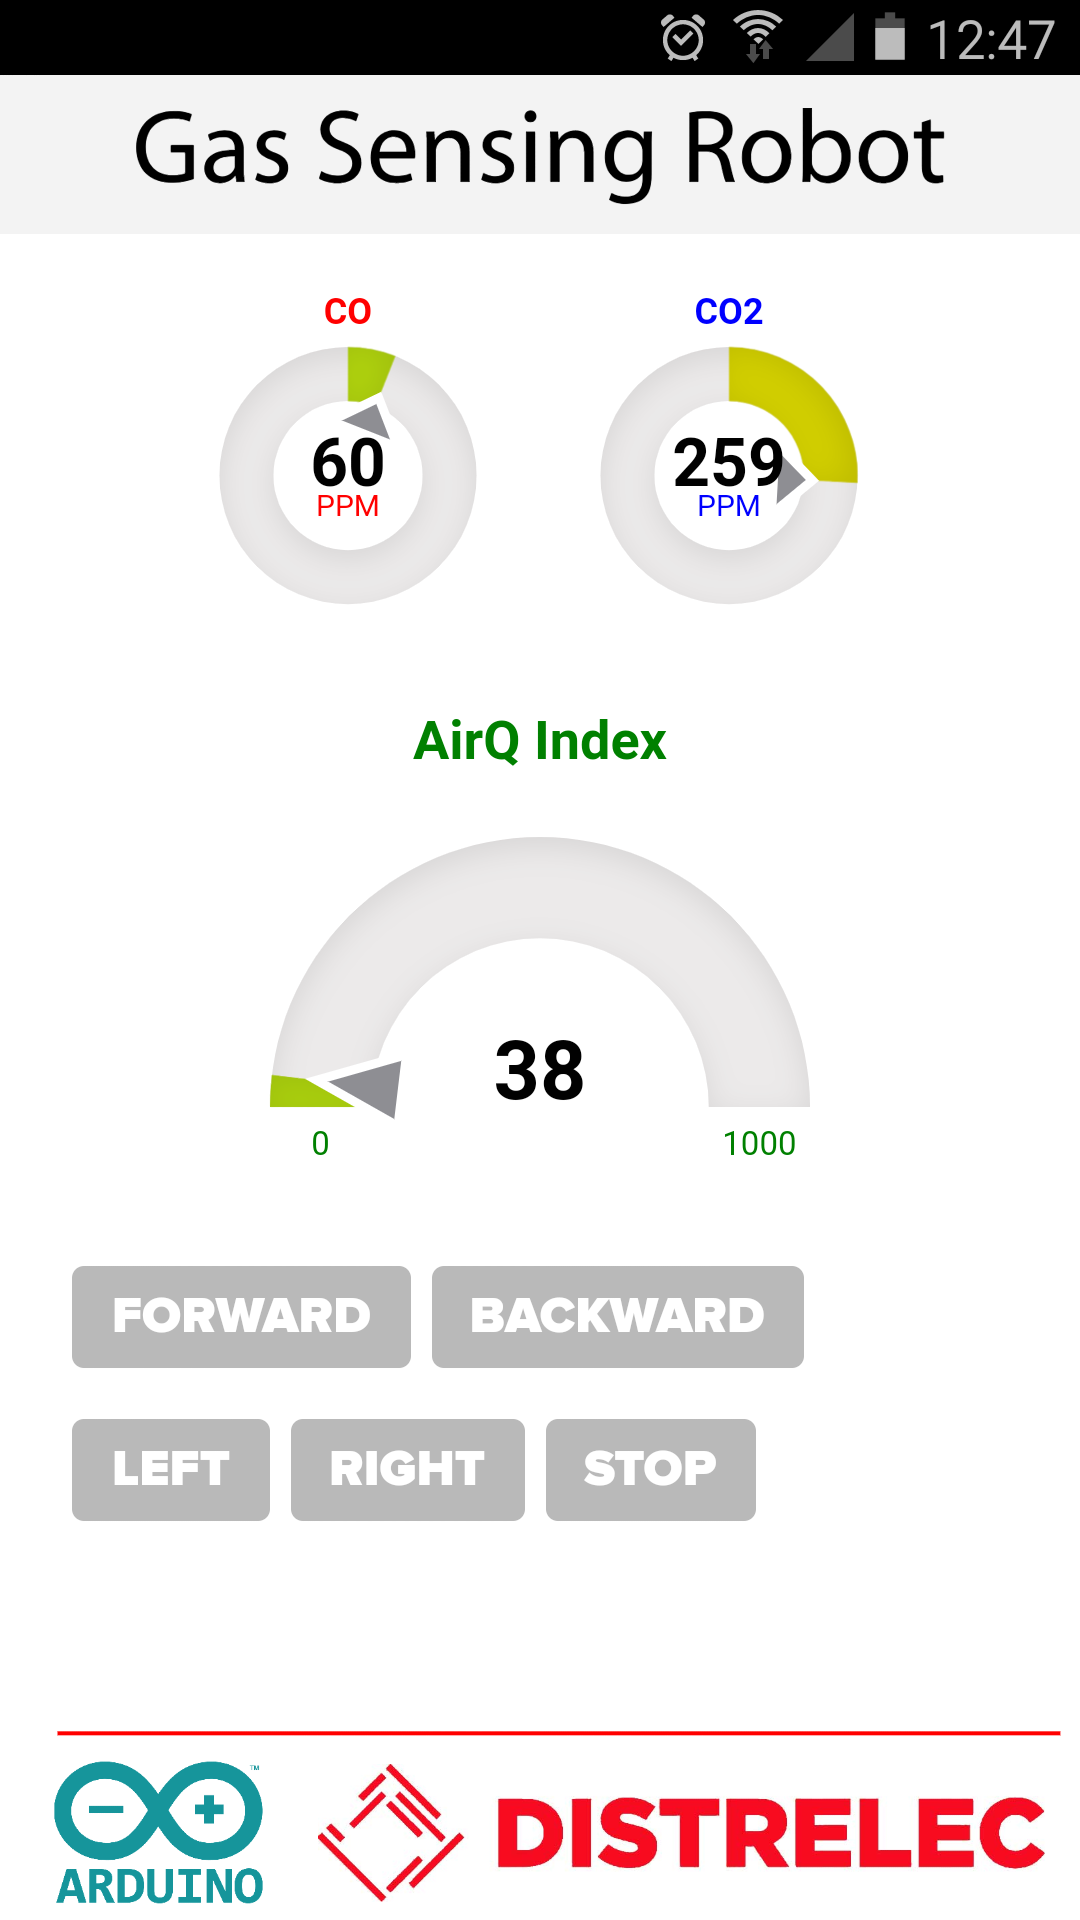 12:47
Gas Sensing Robot
CO CO2
60 259
PPM PPM
AirQ Index
38
0 1000
FORWARD BACKWARD
LEFT RIGHT STOP
ARDUINO ™ DISTRELEC